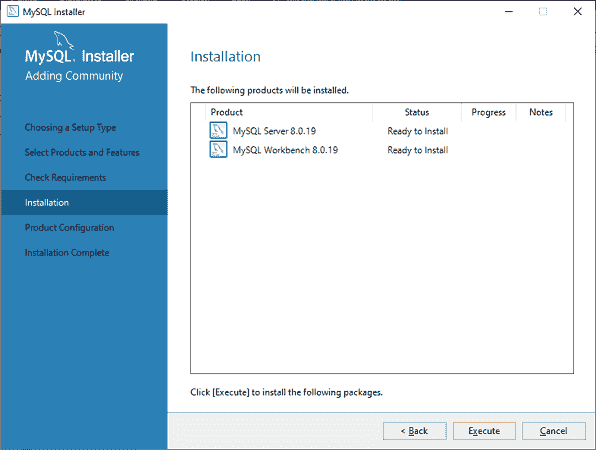 MySQL Installer
MySQL. Installer
Adding Community
Choosing a Setup Type
Select Products and Features
Check Requirements
Installation
Product Configuration
Installation Complete
Installation
The following products will be installed.
Product Status Progress Notes
MySQL Server 8.0.19 Ready to Install
MySQL Workbench 8.0.19 Ready to Install
Click [Execute] to install the following packages.
< Back Execute Cancel